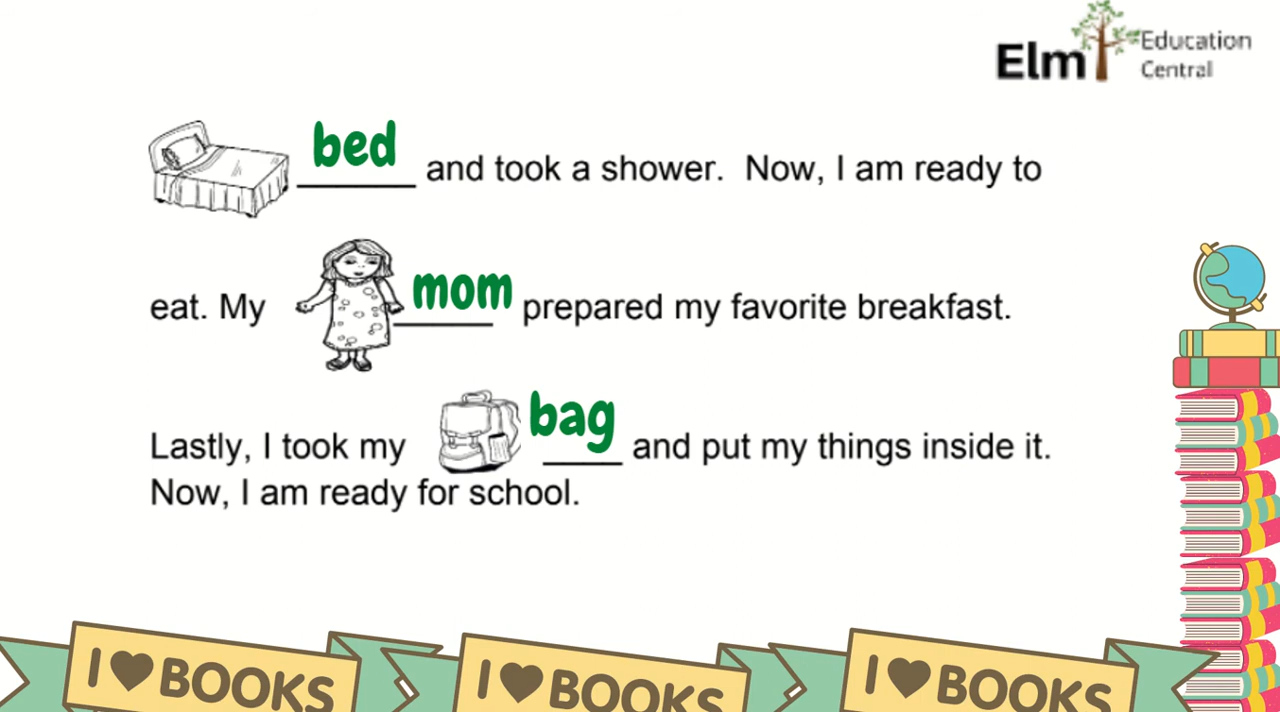 Elm Education
Central
bed and took a shower. Now, I am ready to
eat. My mom prepared my favorite breakfast.
Lastly, I took my bag and put my things inside it.
Now, I am ready for school.
I BOOKS I BOOKS I BOOKS